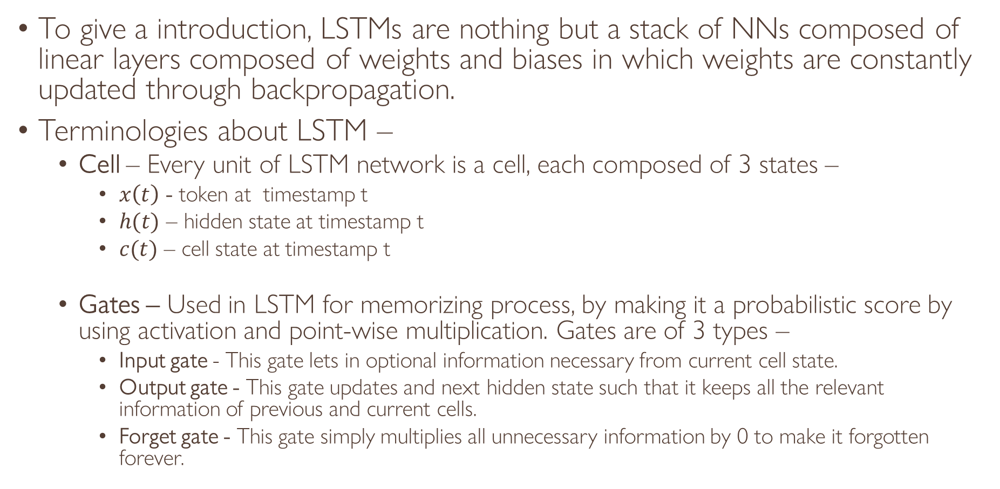 • To give a introduction, LSTMs are nothing but a stack of NNs composed of
linear layers composed of weights and biases in which weights are constantly
updated through backpropagation.
• Terminologies about LSTM –
• Cell – Every unit of LSTM network is a cell, each composed of 3 states –
• x(t) - token at timestamp t
• h(t) – hidden state at timestamp t
• c(t) – cell state at timestamp t
• Gates – Used in LSTM for memorizing process, by making it a probabilistic score by
using activation and point-wise multiplication. Gates are of 3 types –
• Input gate - This gate lets in optional information necessary from current cell state.
• Output gate - This gate updates and next hidden state such that it keeps all the relevant
information of previous and current cells.
• Forget gate - This gate simply multiplies all unnecessary information by 0 to make it forgotten
forever.